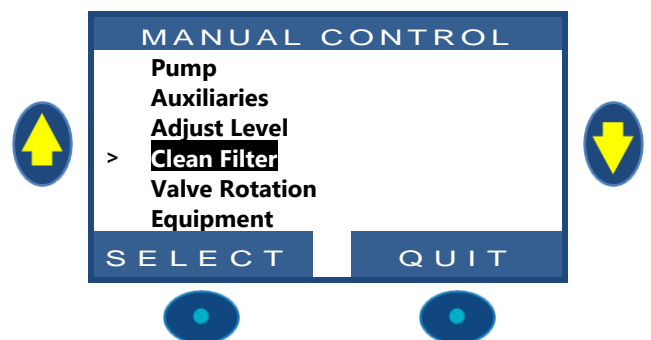 MANUAL CONTROL
Pump
Auxiliaries
Adjust Level
> Clean Filter
Valve Rotation
Equipment
SELECT QUIT